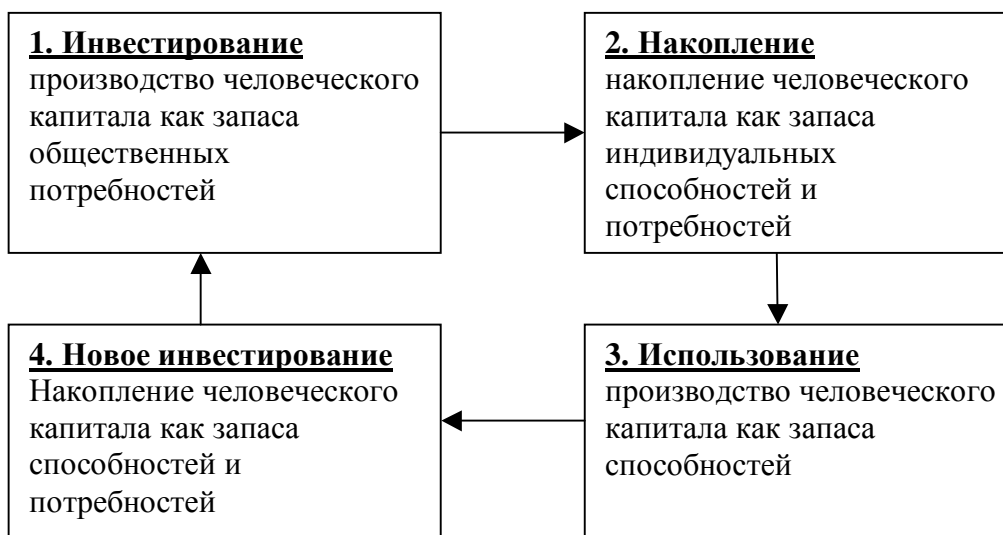 1. Инвестирование
производство человеческого
капитала как запаса
общественных
потребностей
2. Накопление
накопление человеческого
капитала как запаса
индивидуальных
способностей и
потребностей
3. Использование
производство человеческого
капитала как запаса
способностей
4. Новое инвестирование
Накопление человеческого
капитала как запаса
способностей и
потребностей